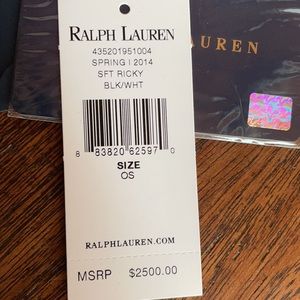 RALPH LAUREN
435201951004
SPRING I 2014
SFT RICKY
BLK/WHT
8 83820 62597 0
SIZE
OS
RALPHLAUREN.COM
MSRP $2500.00
AUREN